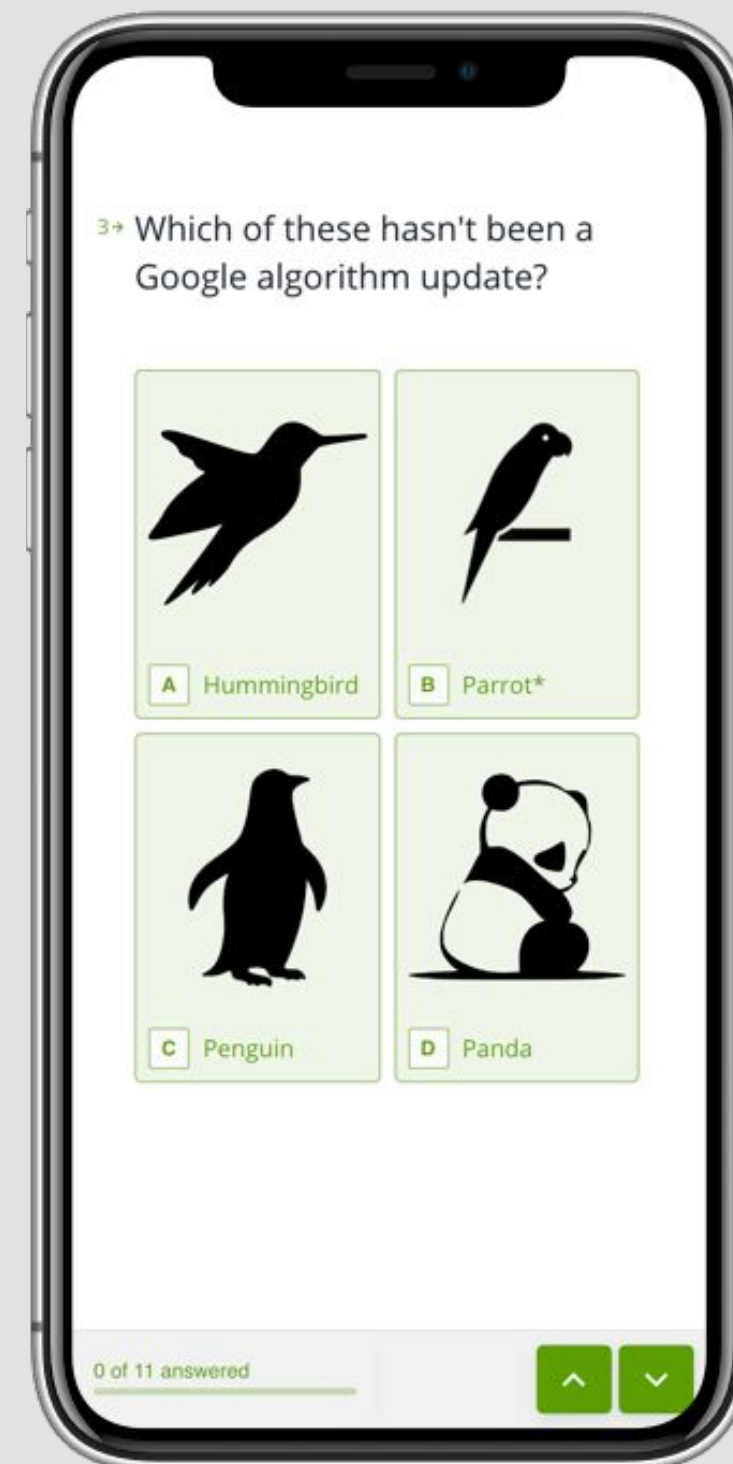 3→ Which of these hasn't been a
Google algorithm update?
A Hummingbird
B Parrot*
C Penguin
D Panda
0 of 11 answered